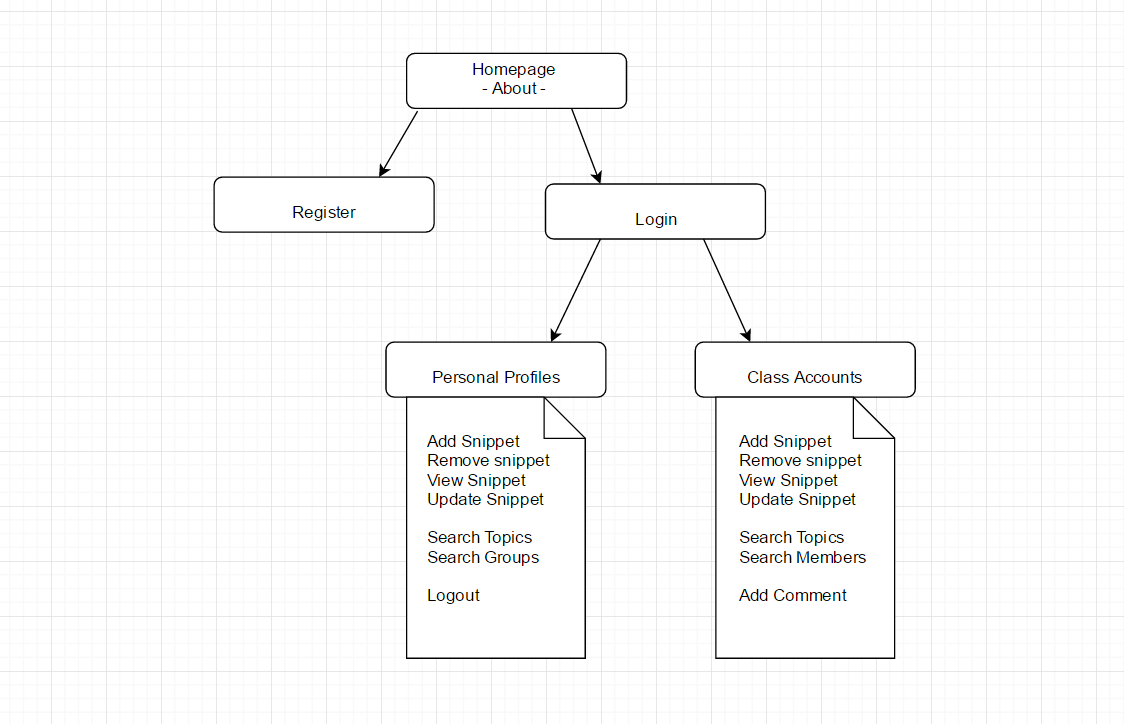 Homepage
- About -
Register
Login
Personal Profiles
Class Accounts
Add Snippet
Remove snippet
View Snippet
Update Snippet
Search Topics
Search Groups
Logout
Add Snippet
Remove snippet
View Snippet
Update Snippet
Search Topics
Search Members
Add Comment